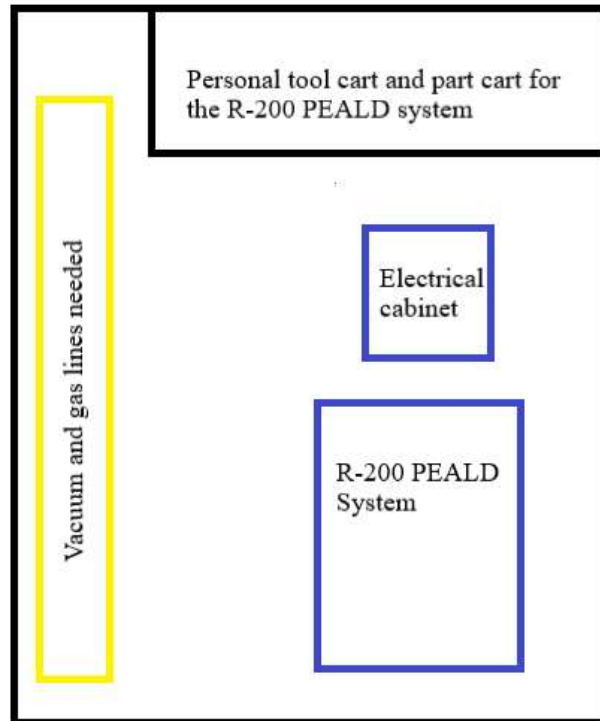 Personal tool cart and part cart for
the R-200 PEALD system
Electrical
cabinet
Vacuum and gas lines needed
R-200 PEALD
System